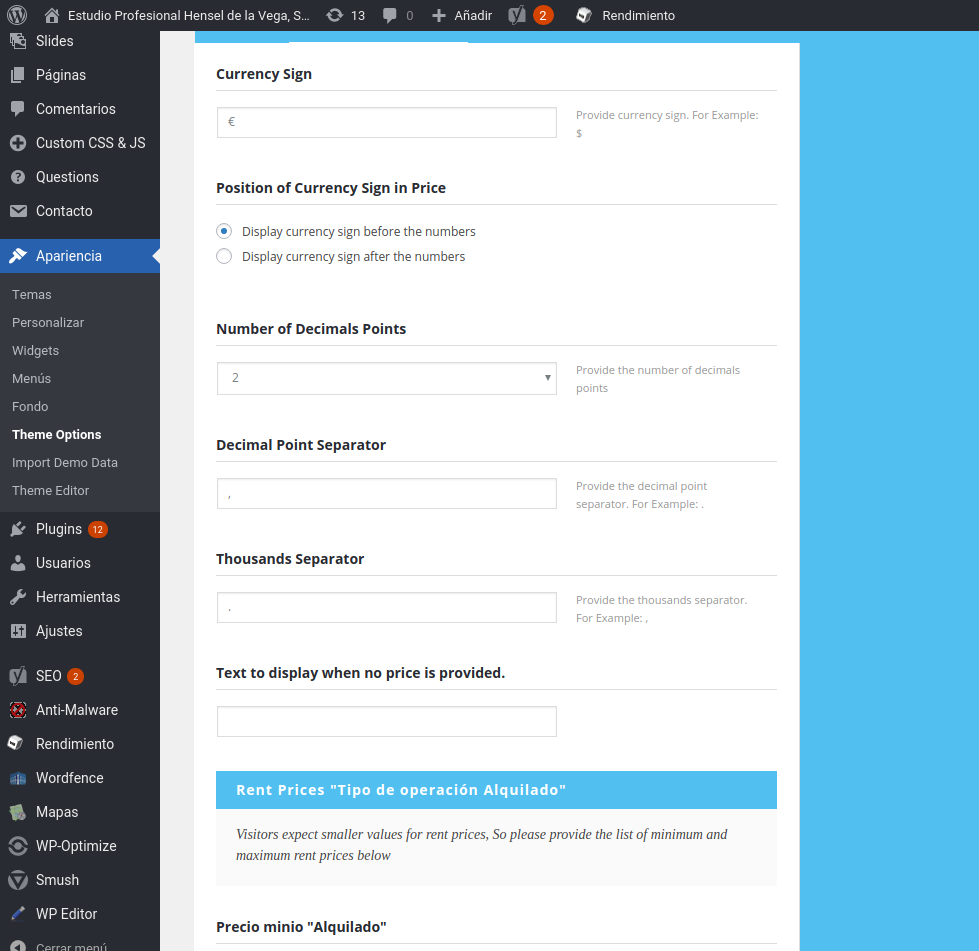 Estudio Profesional Hensel de la Vega, S...
13
0
Añadir
2
Rendimiento
Slides
Páginas
Comentarios
Custom CSS & JS
Questions
Contacto
Apariencia
Temas
Personalizar
Widgets
Menús
Fondo
Theme Options
Import Demo Data
Theme Editor
Plugins 12
Usuarios
Herramientas
Ajustes
SEO 2
Anti-Malware
Rendimiento
Wordfence
Mapas
WP-Optimize
Smush
WP Editor
Cerrar menú
Currency Sign
€
Provide currency sign. For Example:
$
Position of Currency Sign in Price
Display currency sign before the numbers
Display currency sign after the numbers
Number of Decimals Points
2
Provide the number of decimals
points
Decimal Point Separator
,
Provide the decimal point
separator. For Example: .
Thousands Separator
.
Provide the thousands separator.
For Example: ,
Text to display when no price is provided.
Rent Prices "Tipo de operación Alquilado"
Visitors expect smaller values for rent prices, So please provide the list of minimum and
maximum rent prices below
Precio minio "Alquilado"